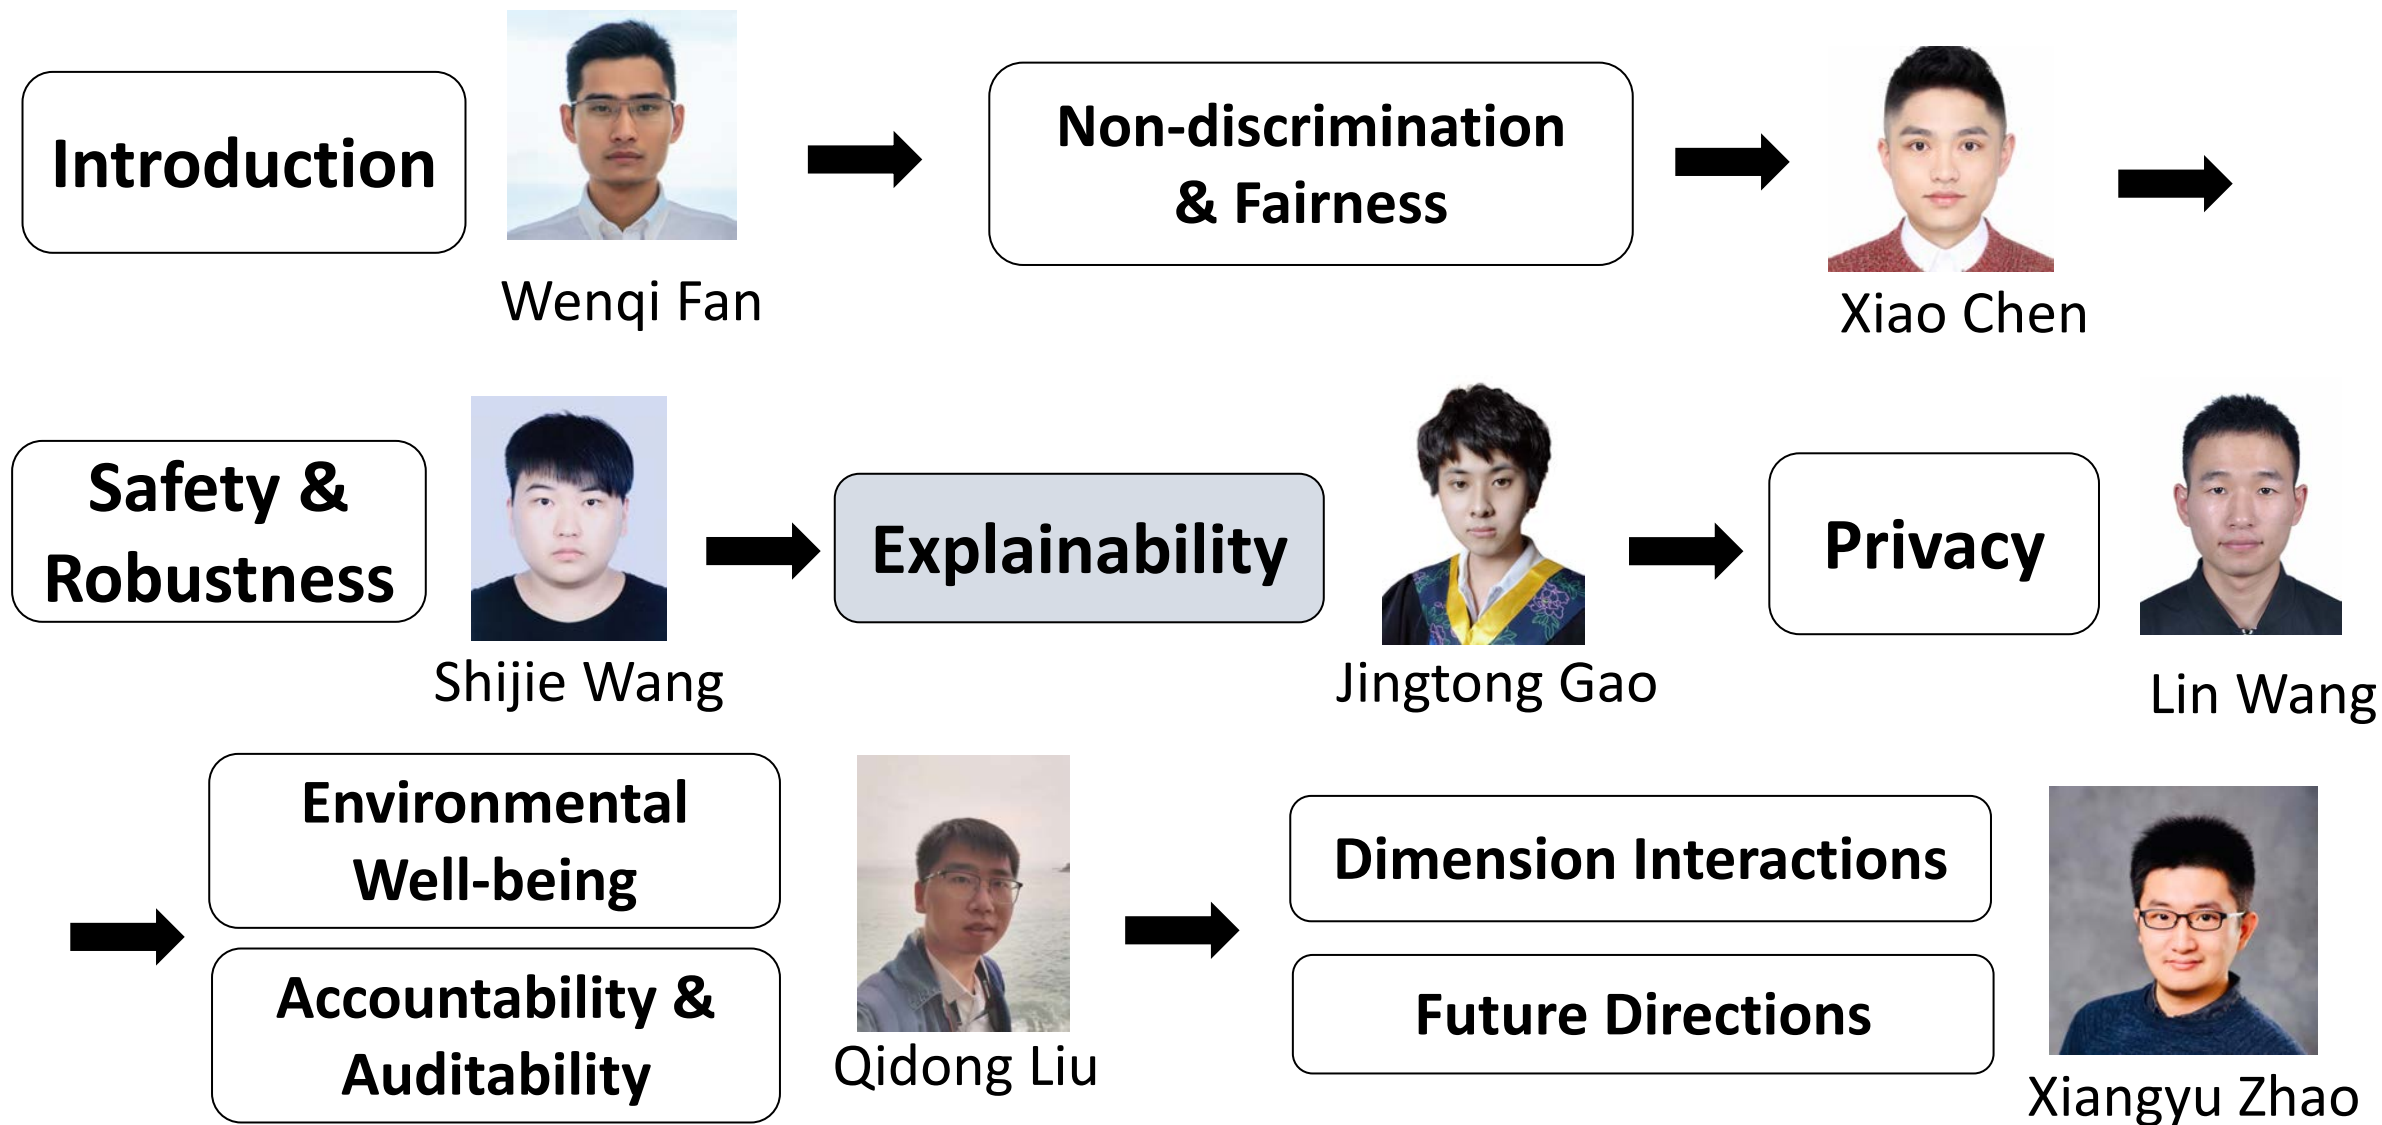 Introduction
Wenqi Fan
Non-discrimination
& Fairness
Xiao Chen
Safety &
Robustness
Shijie Wang
Explainability
Jingtong Gao
Privacy
Lin Wang
Environmental
Well-being
Accountability &
Auditability
Qidong Liu
Dimension Interactions
Future Directions
Xiangyu Zhao